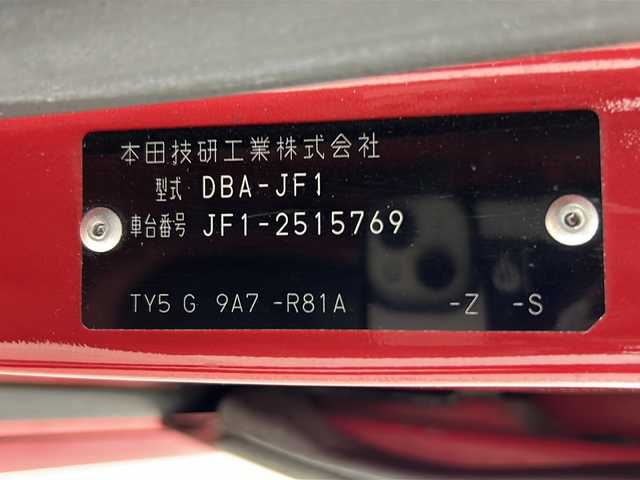 本田技研工業株式会社
型式 DBA-JF1
車台番号 JF1-2515769
TY5 G 9A7 -R81A -Z -S